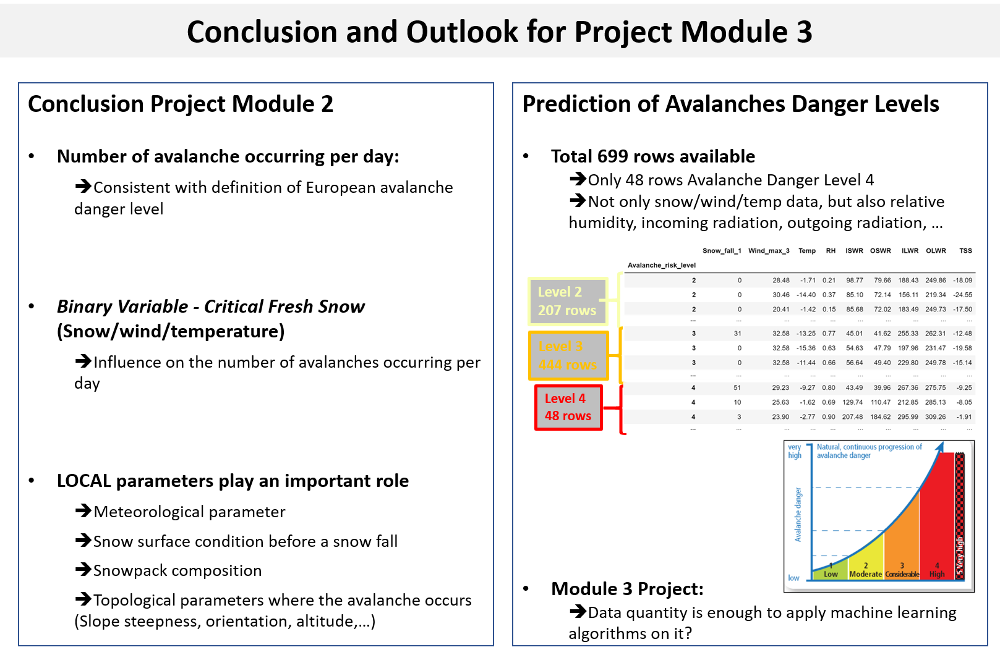 Conclusion and Outlook for Project Module 3
Conclusion Project Module 2
• Number of avalanche occurring per day:
➔Consistent with definition of European avalanche
danger level
• Binary Variable - Critical Fresh Snow
(Snow/wind/temperature)
➔Influence on the number of avalanches occurring per
day
• LOCAL parameters play an important role
➔Meteorological parameter
➔Snow surface condition before a snow fall
➔Snowpack composition
➔Topological parameters where the avalanche occurs
(Slope steepness, orientation, altitude,…)
Prediction of Avalanches Danger Levels
• Total 699 rows available
➔Only 48 rows Avalanche Danger Level 4
➔Not only snow/wind/temp data, but also relative
humidity, incoming radiation, outgoing radiation, …
Snow_fall_1 Wind_max_3 Temp RH ISWR OSWR ILWR OLWR TSS
Avalanche_risk_level
2 0 28.48 -1.71 0.21 98.77 79.66 188.43 249.86 -18.09
2 0 30.46 -14.40 0.37 85.10 72.14 156.11 219.34 -24.55
2 0 20.41 -1.42 0.15 85.68 72.02 183.49 249.73 -17.50
... ... ... ... ... ... ... ... ... ...
3 31 32.58 -13.25 0.77 45.01 41.62 255.33 262.31 -12.48
3 0 32.58 -15.36 0.63 54.63 47.79 197.96 231.47 -19.58
3 0 32.58 -11.44 0.66 56.64 49.40 229.80 249.78 -15.14
... ... ... ... ... ... ... ... ... ...
4 51 29.23 -9.27 0.80 43.49 39.96 267.36 275.75 -9.25
4 10 25.63 -1.62 0.69 129.74 110.47 212.85 285.13 -8.05
4 3 23.90 -2.77 0.90 207.48 184.62 295.99 309.26 -1.91
... ... ... ... ... ... ... ... ... ...
Level 2
207 rows
Level 3
444 rows
Level 4
48 rows
very
high
Natural, continuous progression of
avalanche danger
Avalanche danger
low
1
Low
2
Moderate
3
Considerable
4
High
5 Very high
• Module 3 Project:
➔Data quantity is enough to apply machine learning
algorithms on it?